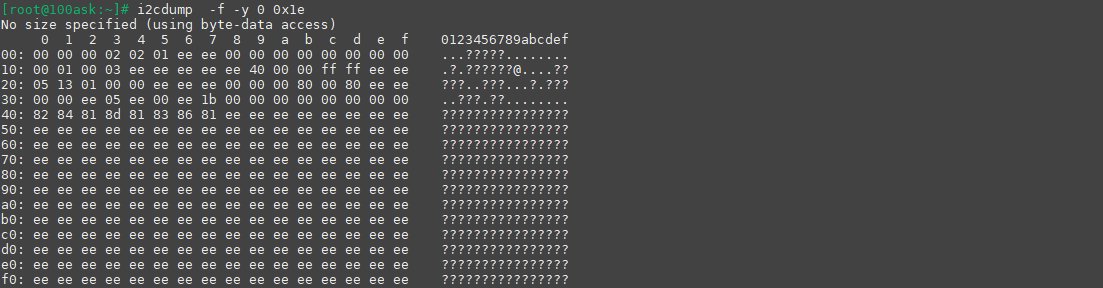 [root@100ask:~]# i2cdump  -f -y 0 0x1e
No size specified (using byte-data access)
     0  1  2  3  4  5  6  7  8  9  a  b  c  d  e  f    0123456789abcdef
00: 00 00 00 02 02 01 ee ee 00 00 00 00 00 00 00 00    ...?????........
10: 00 01 00 03 ee ee ee ee ee 40 00 00 ff ff ee ee    .?.??????@....??
20: 05 13 01 00 00 ee ee ee 00 00 00 80 00 80 ee ee    ???..???...?.???
30: 00 00 ee 05 ee 00 ee 1b 00 00 00 00 00 00 00 00    ..???.??........
40: 82 84 81 8d 81 83 86 81 ee ee ee ee ee ee ee ee    ????????????????
50: ee ee ee ee ee ee ee ee ee ee ee ee ee ee ee ee    ????????????????
60: ee ee ee ee ee ee ee ee ee ee ee ee ee ee ee ee    ????????????????
70: ee ee ee ee ee ee ee ee ee ee ee ee ee ee ee ee    ????????????????
80: ee ee ee ee ee ee ee ee ee ee ee ee ee ee ee ee    ????????????????
90: ee ee ee ee ee ee ee ee ee ee ee ee ee ee ee ee    ????????????????
a0: ee ee ee ee ee ee ee ee ee ee ee ee ee ee ee ee    ????????????????
b0: ee ee ee ee ee ee ee ee ee ee ee ee ee ee ee ee    ????????????????
c0: ee ee ee ee ee ee ee ee ee ee ee ee ee ee ee ee    ????????????????
d0: ee ee ee ee ee ee ee ee ee ee ee ee ee ee ee ee    ????????????????
e0: ee ee ee ee ee ee ee ee ee ee ee ee ee ee ee ee    ????????????????
f0: ee ee ee ee ee ee ee ee ee ee ee ee ee ee ee ee    ????????????????